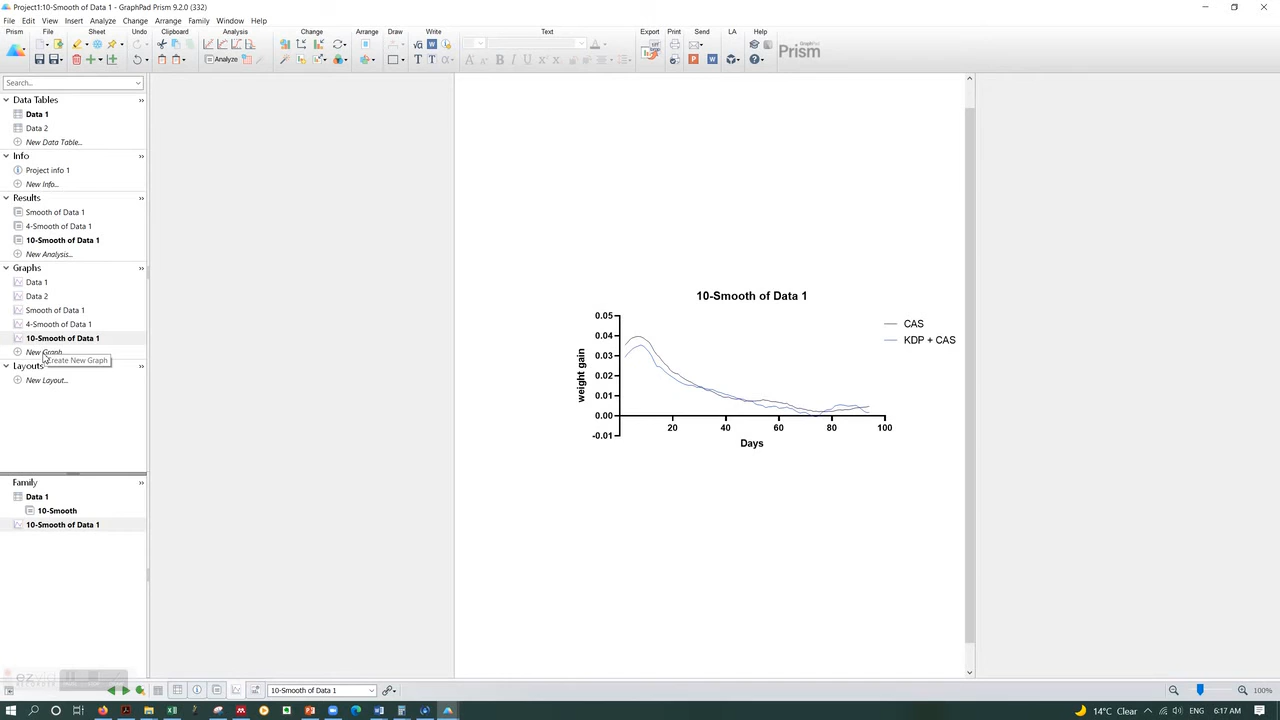 Project1:10-Smooth of Data 1 - GraphPad Prism 9.2.0 (332)
File Edit View Insert Analyze Change Arrange Family Window Help
Prism File Sheet Undo Clipboard Analysis Change Arrange Draw Write Text Export Print Send LA Help
Analyze
GraphPad
Prism
Search...
Data Tables
Data 1
Data 2
New Data Table...
Info
Project info 1
New Info...
Results
Smooth of Data 1
4-Smooth of Data 1
10-Smooth of Data 1
New Analysis...
Graphs
Data 1
Data 2
Smooth of Data 1
4-Smooth of Data 1
10-Smooth of Data 1
New Graph...
Create New Graph
Layouts
New Layout...
Family
Data 1
10-Smooth
10-Smooth of Data 1
10-Smooth of Data 1
0.05
0.04
0.03
0.02
0.01
0.00
-0.01
weight gain
20 40 60 80 100
Days
CAS
KDP + CAS
10-Smooth of Data 1
100%
14°C Clear
6:17 AM